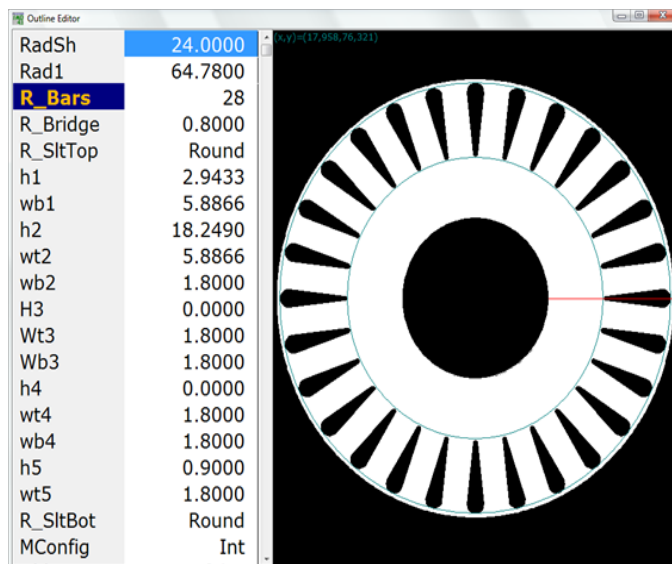 Outline Editor
RadSh 24.0000
Rad1 64.7800
R_Bars 28
R_Bridge 0.8000
R_SltTop Round
h1 2.9433
wb1 5.8866
h2 18.2490
wt2 5.8866
wb2 1.8000
H3 0.0000
Wt3 1.8000
Wb3 1.8000
h4 0.0000
wt4 1.8000
wb4 1.8000
h5 0.9000
wt5 1.8000
R_SltBot Round
MConfig Int
(x,y)=(17,958,76,321)